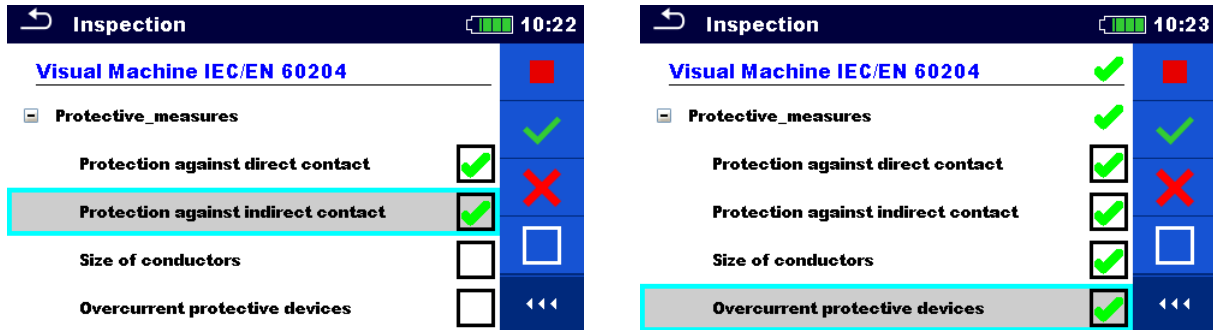 Inspection 10:22
Visual Machine IEC/EN 60204
Protective_measures
Protection against direct contact
Protection against indirect contact
Size of conductors
Overcurrent protective devices
Inspection 10:23
Visual Machine IEC/EN 60204
Protective_measures
Protection against direct contact
Protection against indirect contact
Size of conductors
Overcurrent protective devices